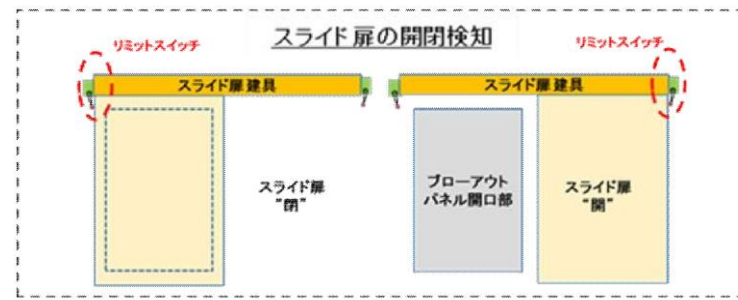 スライド扉の開閉検知
リミットスイッチ
リミットスイッチ
スライド扉 建具
スライド扉 建具
スライド扉
“閉”
ブローアウト
パネル開口部
スライド扉
“開”